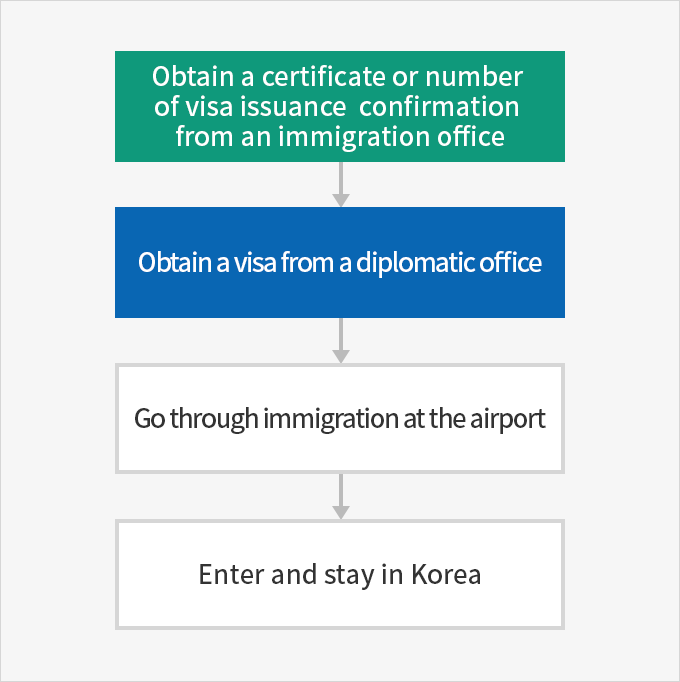 Obtain a certificate or number
of visa issuance  confirmation
from an immigration office
Obtain a visa from a diplomatic office
Go through immigration at the airport
Enter and stay in Korea